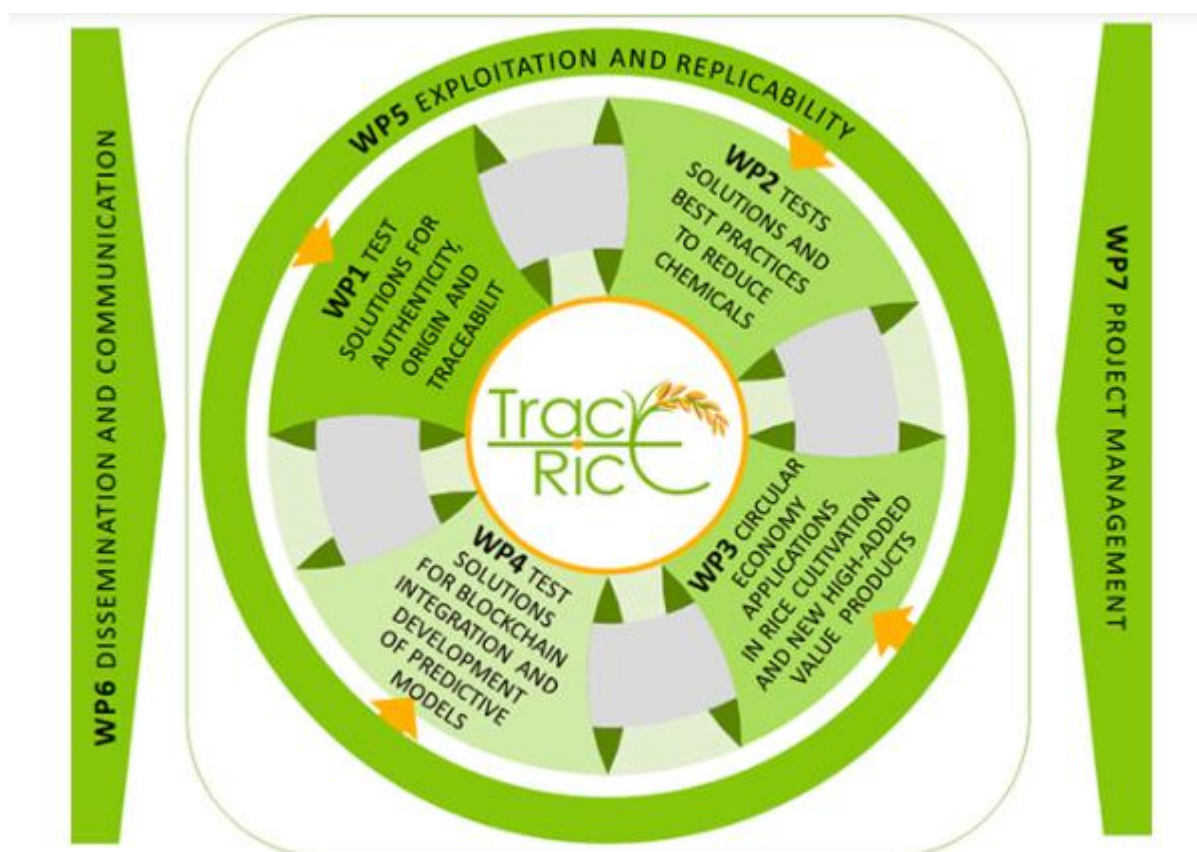 WP5 EXPLOITATION AND REPLICABILITY
WP1 TEST
SOLUTIONS FOR
AUTHENTICITY,
ORIGIN AND
TRACEABILIT
WP2 TESTS
SOLUTIONS AND
BEST PRACTICES
TO REDUCE
CHEMICALS
WP3 CIRCULAR
ECONOMY
APPLICATIONS
IN RICE CULTIVATION
AND NEW HIGH-ADDED
VALUE PRODUCTS
WP4 TEST
SOLUTIONS
FOR BLOCKCHAIN
INTEGRATION AND
DEVELOPMENT
OF PREDICTIVE
MODELS
Trace
Rice
WP6 DISSEMINATION AND COMMUNICATION
WP7 PROJECT MANAGEMENT